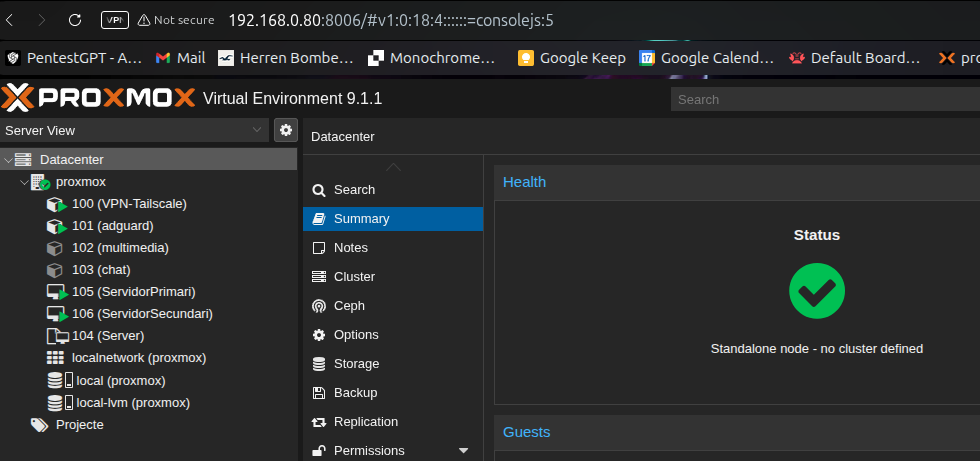 VPN Not secure 192.168.0.80:8006/#v1:0:18:4::::::=consolejs:5
PentestGPT - A... Mail Herren Bombe... Monochrome... Google Keep 17 Google Calend... Default Board... pro
PROXMOX Virtual Environment 9.1.1 Search
Server View
Datacenter
proxmox
100 (VPN-Tailscale)
101 (adguard)
102 (multimedia)
103 (chat)
105 (ServidorPrimari)
106 (ServidorSecundari)
104 (Server)
localnetwork (proxmox)
local (proxmox)
local-lvm (proxmox)
Projecte
Datacenter
Search
Summary
Notes
Cluster
Ceph
Options
Storage
Backup
Replication
Permissions
Health
Status
Standalone node - no cluster defined
Guests